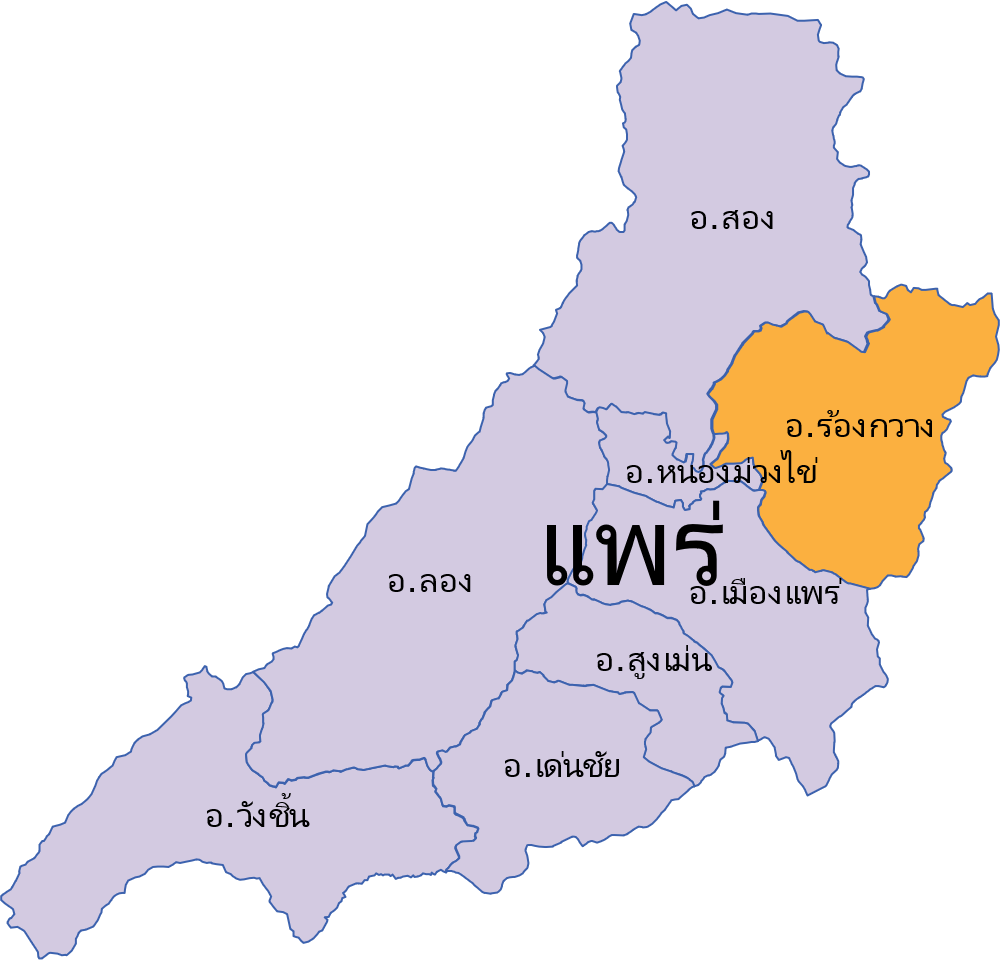 อ.สอง
อ.ร้องกวาง
อ.หนองม่วงไข่
แพร่
อ.ลอง
อ.เมืองแพร่
อ.สูงเม่น
อ.เด่นชัย
อ.วังชิ้น